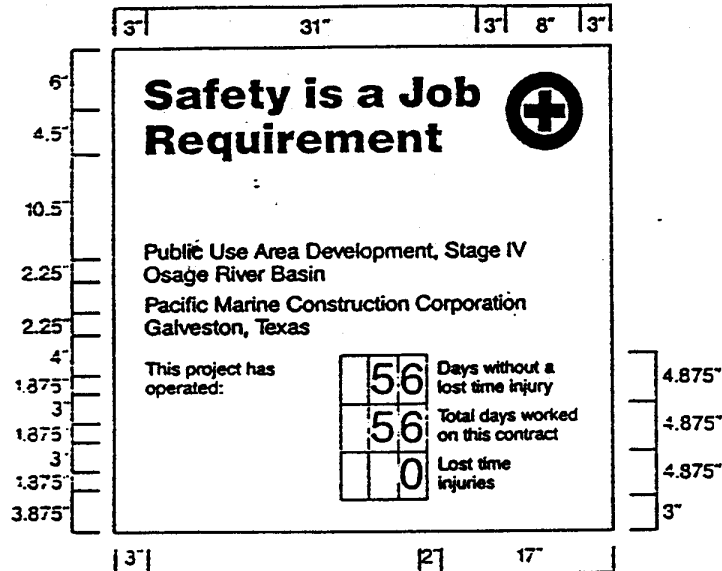 3" 31" 3" 8" 3"
6"
4.5"
10.5"
2.25"
2.25"
4"
1.875"
3"
1.875"
3"
1.875"
3.875"
Safety is a Job
Requirement
Public Use Area Development, Stage IV
Osage River Basin
Pacific Marine Construction Corporation
Galveston, Texas
This project has
operated:
56 Days without a
lost time injury
56 Total days worked
on this contract
0 Lost time
injuries
4.875"
4.875"
4.875"
3"
3" 2" 17"